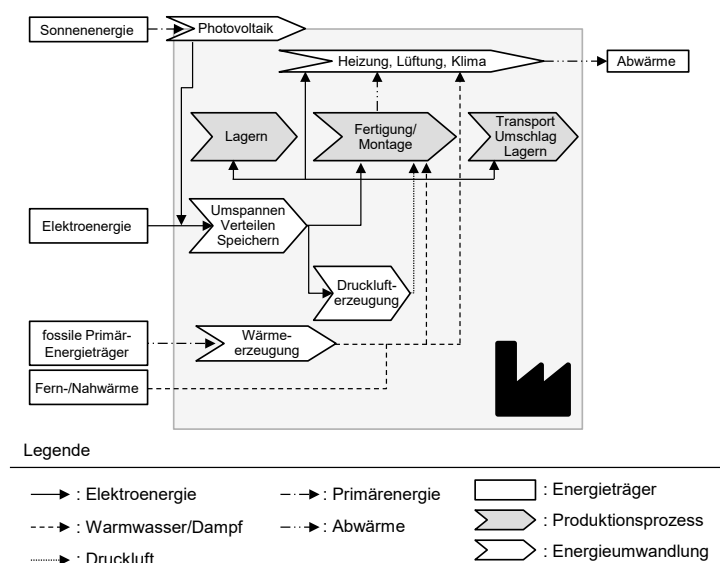 Sonnenenergie
Photovoltaik
Heizung, Lüftung, Klima
Abwärme
Lagern
Fertigung/
Montage
Transport
Umschlag
Lagern
Elektroenergie
Umspannen
Verteilen
Speichern
Druckluft-
erzeugung
fossile Primär-
Energieträger
Wärme-
erzeugung
Fern-/Nahwärme
Legende
: Elektroenergie
: Primärenergie
: Energieträger
: Warmwasser/Dampf
: Abwärme
: Produktionsprozess
: Druckluft
: Energieumwandlung